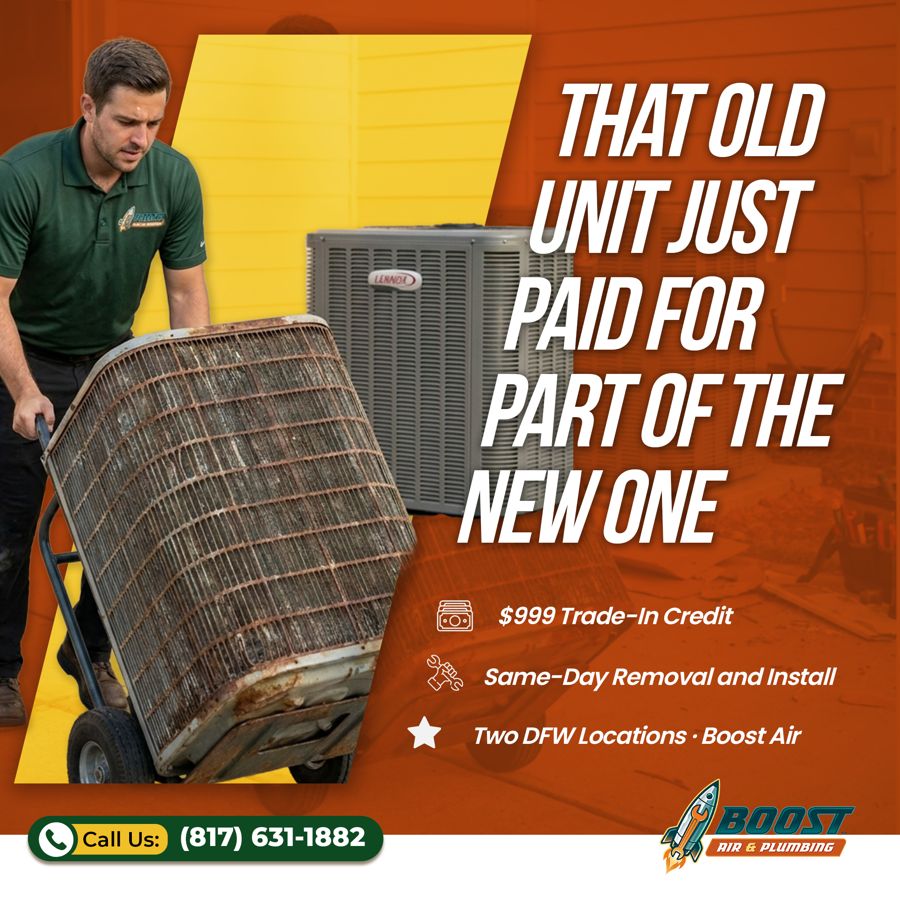 THAT OLD
UNIT JUST
PAID FOR
PART OF THE
NEW ONE
BOOST
LENNOX
$999 Trade-In Credit
Same-Day Removal and Install
Two DFW Locations · Boost Air
Call Us: (817) 631-1882
BOOST
AIR & PLUMBING